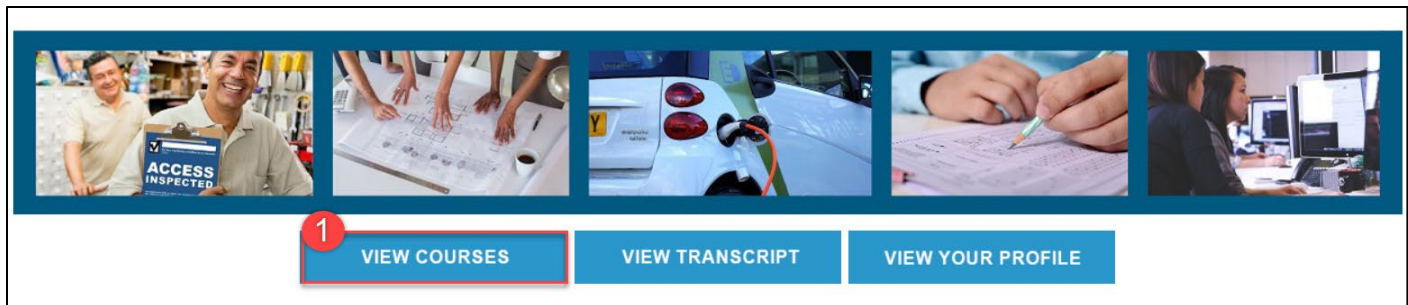 ACCESS
INSPECTED
Y
1
VIEW COURSES
VIEW TRANSCRIPT
VIEW YOUR PROFILE